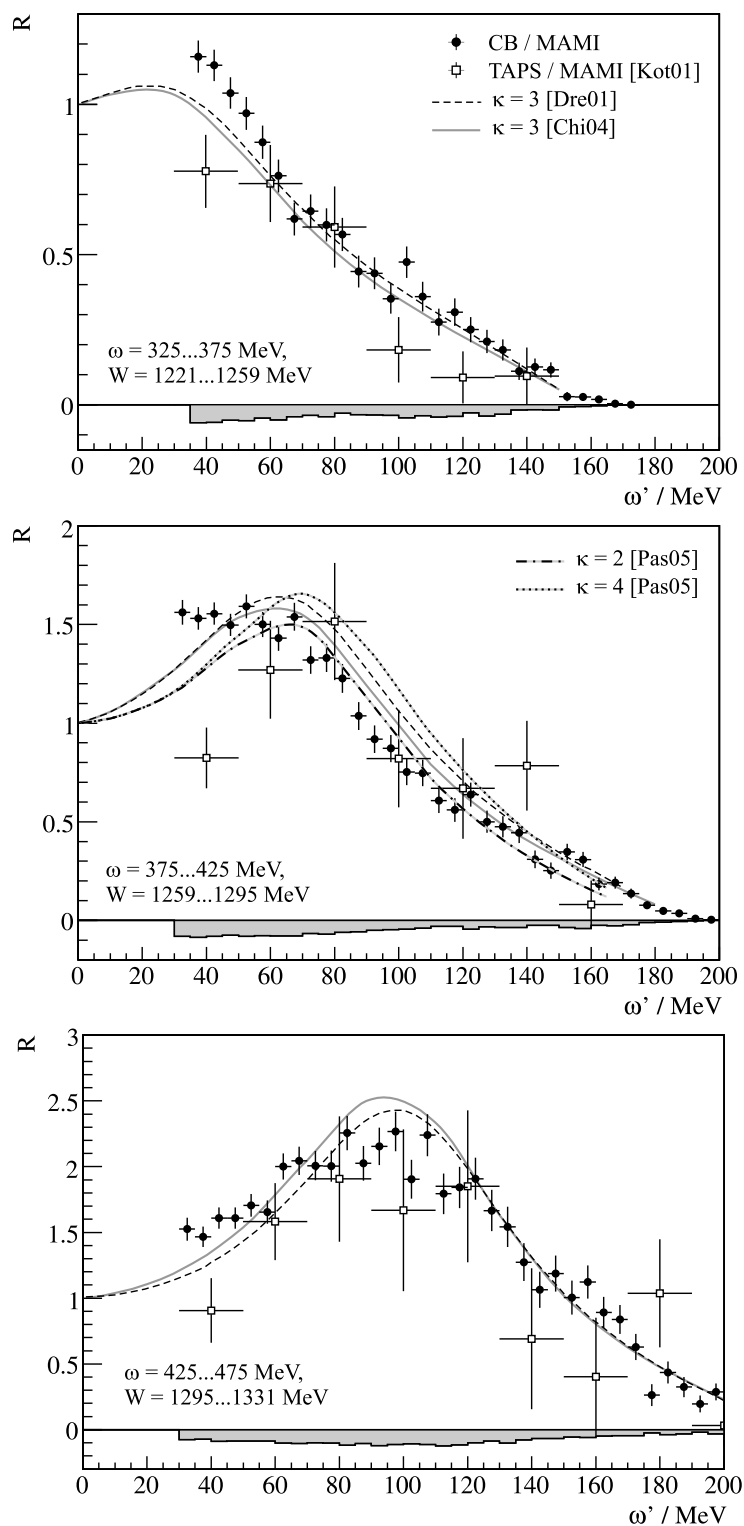 R
CB / MAMI
TAPS / MAMI [Kot01]
κ = 3 [Dre01]
κ = 3 [Chi04]
1
0.5
0
ω = 325...375 MeV,
W = 1221...1259 MeV
0 20 40 60 80 100 120 140 160 180 200
ω’ / MeV
R
2
κ = 2 [Pas05]
κ = 4 [Pas05]
1.5
1
0.5
0
ω = 375...425 MeV,
W = 1259...1295 MeV
0 20 40 60 80 100 120 140 160 180 200
ω’ / MeV
R
3
2.5
2
1.5
1
0.5
0
ω = 425...475 MeV,
W = 1295...1331 MeV
0 20 40 60 80 100 120 140 160 180 200
ω’ / MeV